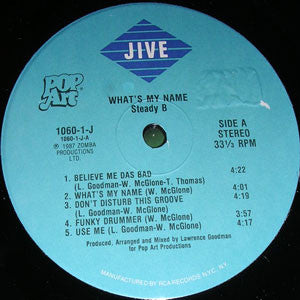 JIVE
POP
Art
WHAT'S MY NAME
Steady B
1060-1-J
1060-1-J-A
℗ 1987 ZOMBA
PRODUCTIONS
LTD.
SIDE A
STEREO
33⅓ RPM
1 BELIEVE ME DAS BAD 4:22
(L. Goodman-W. McGlone-T. Thomas)
2 WHAT'S MY NAME (W. McGlone) 4:01
3 DON'T DISTURB THIS GROOVE 4:19
(L. Goodman-W. McGlone)
4 FUNKY DRUMMER (W. McGlone) 3:57
5 USE ME (L. Goodman-W. McGlone) 4:17
Produced, Arranged and Mixed by Lawrence Goodman
for Pop Art Productions
MANUFACTURED BY RCA RECORDS N.Y.C. N.Y.